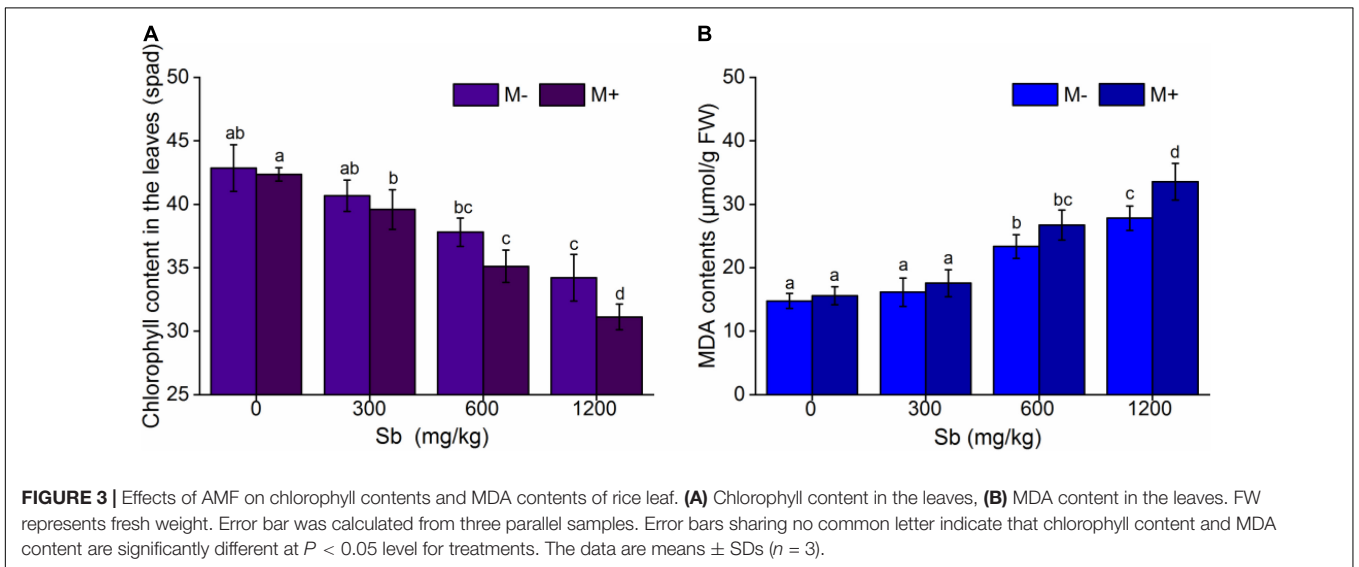 A
Chlorophyll content in the leaves (spad)
50
45
40
35
30
25
M-
M+
ab
a
ab
b
bc
c
c
d
0
300
600
1200
Sb (mg/kg)
B
MDA contents (μmol/g FW)
50
40
30
20
10
0
M-
M+
a
a
a
a
b
bc
c
d
0
300
600
1200
Sb (mg/kg)
FIGURE 3 | Effects of AMF on chlorophyll contents and MDA contents of rice leaf. (A) Chlorophyll content in the leaves, (B) MDA content in the leaves. FW
represents fresh weight. Error bar was calculated from three parallel samples. Error bars sharing no common letter indicate that chlorophyll content and MDA
content are significantly different at P < 0.05 level for treatments. The data are means ± SDs (n = 3).